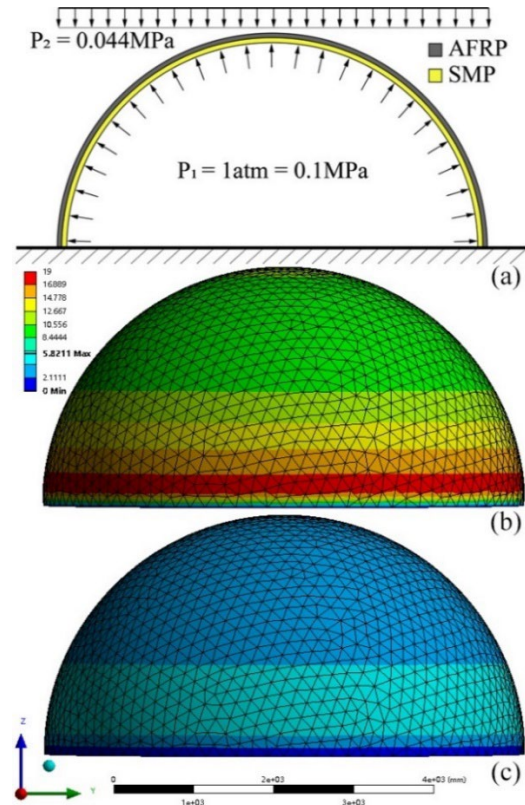 P₂ = 0.044MPa
AFRP
SMP
P₁ = 1atm = 0.1MPa
(a)
19
16.889
14.778
12.667
10.556
8.4444
5.8211 Max
2.1111
0 Min
(b)
Z
Y
0
2e+03
4e+03 (mm)
1e+03
3e+03
(c)